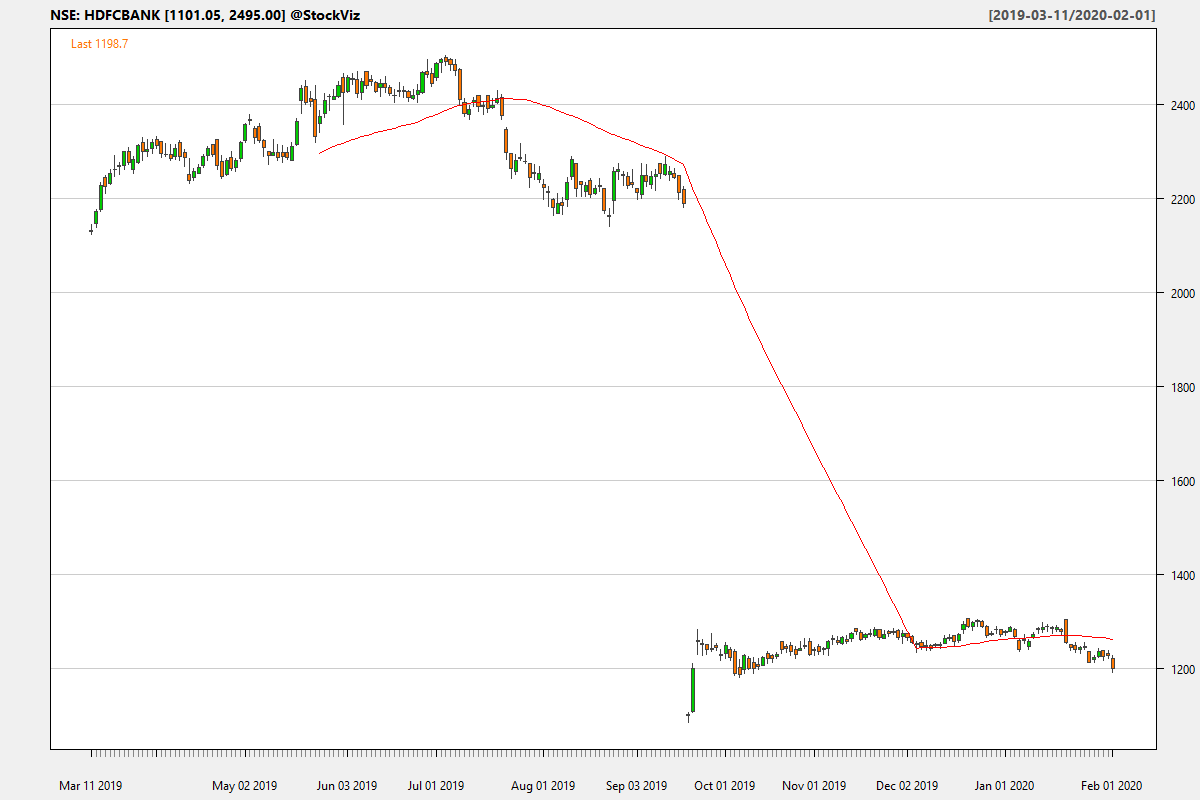 NSE: HDFCBANK [1101.05, 2495.00] @StockViz [2019-03-11/2020-02-01]
Last 1198.7
2400
2200
2000
1800
1600
1400
1200
Mar 11 2019 May 02 2019 Jun 03 2019 Jul 01 2019 Aug 01 2019 Sep 03 2019 Oct 01 2019 Nov 01 2019 Dec 02 2019 Jan 01 2020 Feb 01 2020